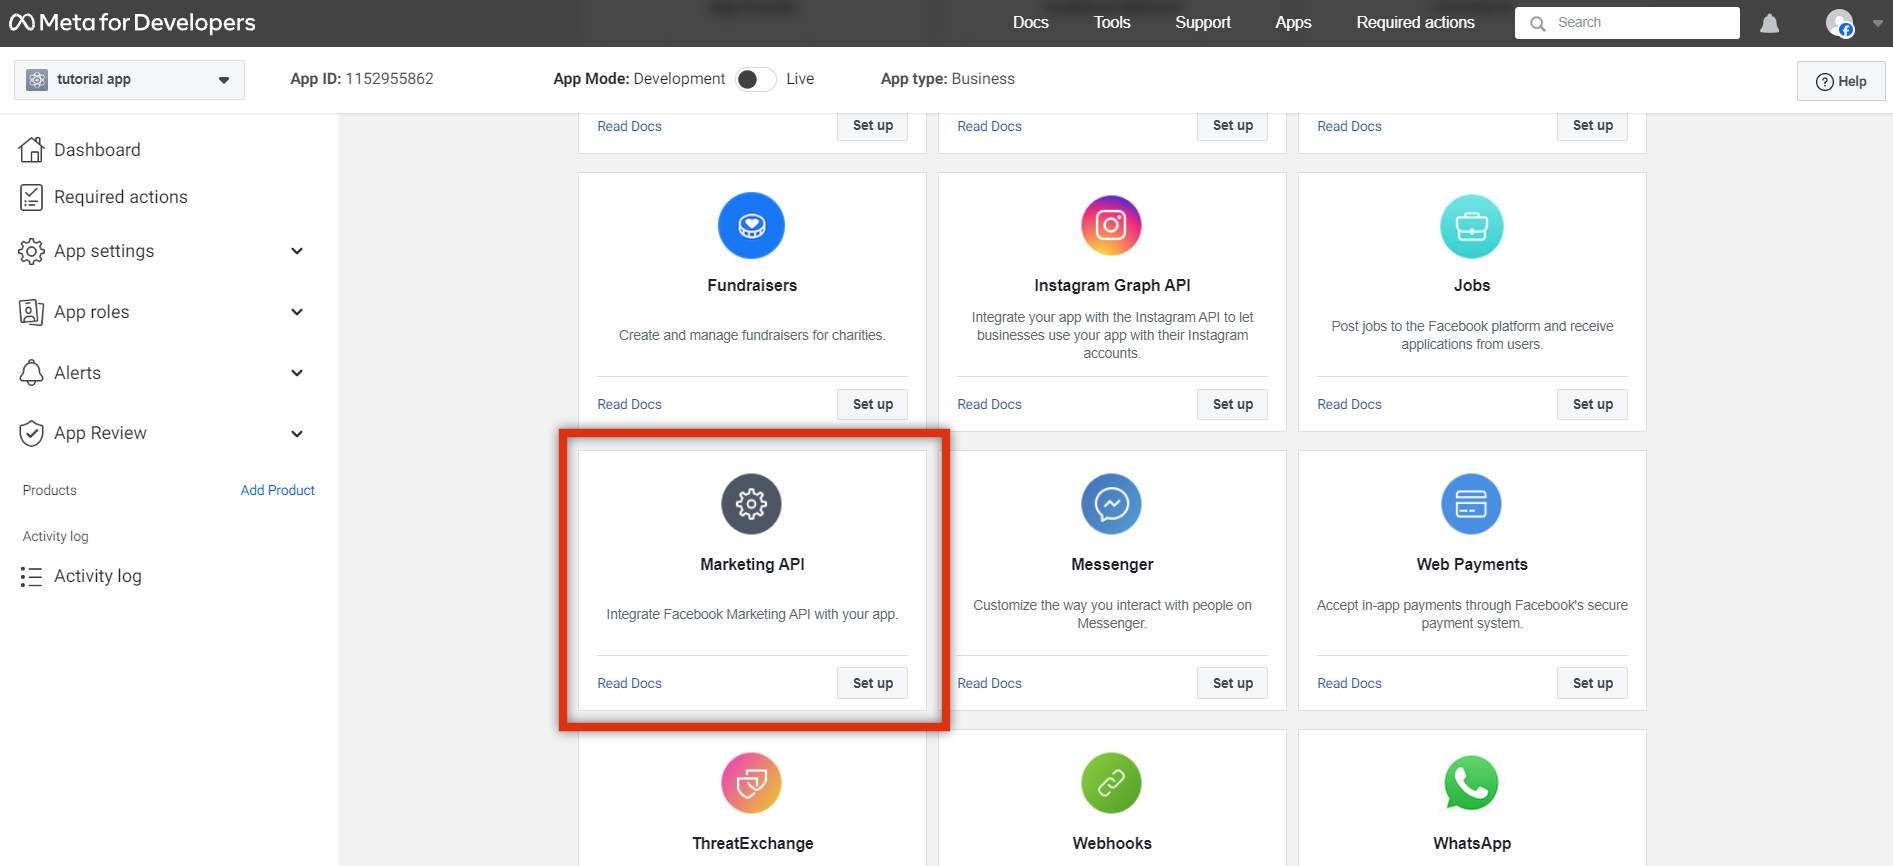 Meta for Developers
Docs
Tools
Support
Apps
Required actions
Search
tutorial app
App ID: 1152955862
App Mode: Development
Live
App type: Business
Help
Dashboard
Required actions
App settings
App roles
Alerts
App Review
Products
Add Product
Activity log
Activity log
Read Docs
Set up
Read Docs
Set up
Read Docs
Set up
Fundraisers
Create and manage fundraisers for charities.
Read Docs
Set up
Instagram Graph API
Integrate your app with the Instagram API to let
businesses use your app with their Instagram
accounts.
Read Docs
Set up
Jobs
Post jobs to the Facebook platform and receive
applications from users.
Read Docs
Set up
Marketing API
Integrate Facebook Marketing API with your app.
Read Docs
Set up
Messenger
Customize the way you interact with people on
Messenger.
Read Docs
Set up
Web Payments
Accept in-app payments through Facebook's secure
payment system.
Read Docs
Set up
ThreatExchange
Webhooks
WhatsApp